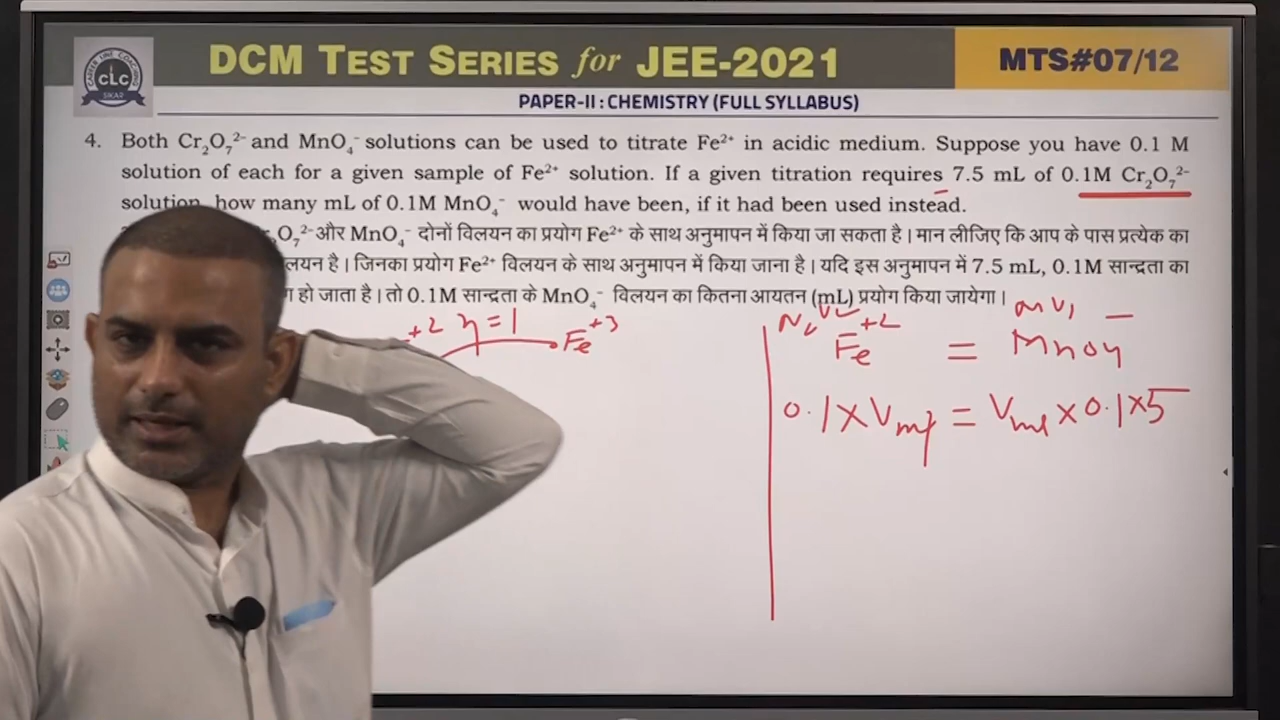 DCM TEST SERIES for JEE-2021
MTS#07/12
CLC
SIKAR
PAPER-II : CHEMISTRY (FULL SYLLABUS)
4. Both Cr₂O₇²⁻ and MnO₄⁻ solutions can be used to titrate Fe²⁺ in acidic medium. Suppose you have 0.1 M
solution of each for a given sample of Fe²⁺ solution. If a given titration requires 7.5 mL of 0.1M Cr₂O₇²⁻
solution, how many mL of 0.1M MnO₄⁻ would have been, if it had been used instead.
O₇²⁻ और MnO₄⁻ दोनों विलयन का प्रयोग Fe²⁺ के साथ अनुमापन में किया जा सकता है। मान लीजिए कि आप के पास प्रत्येक का
लयन है। जिनका प्रयोग Fe²⁺ विलयन के साथ अनुमापन में किया जाना है। यदि इस अनुमापन में 7.5 mL, 0.1M सान्द्रता का
हो जाता है। तो 0.1M सान्द्रता के MnO₄⁻ विलयन का कितना आयतन (mL) प्रयोग किया जायेगा।
+2 η=1 Fe⁺³
Fe⁺² = MnO₄⁻
0.1×V = V ×0.1×5